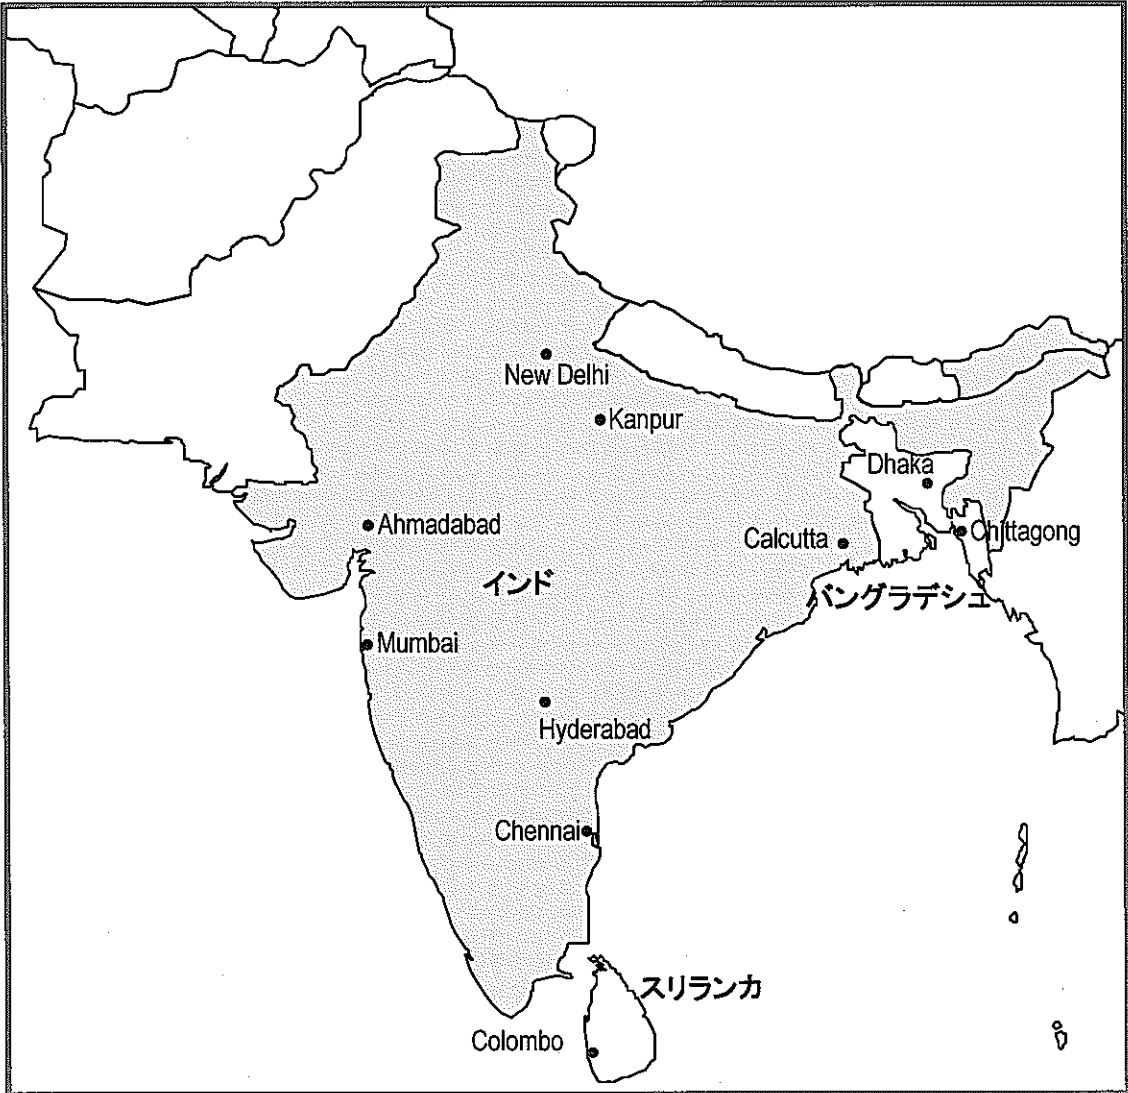 New Delhi
Kanpur
Dhaka
Ahmadabad
Chittagong
Calcutta
インド
バングラデシュ
Mumbai
Hyderabad
Chennai
スリランカ
Colombo